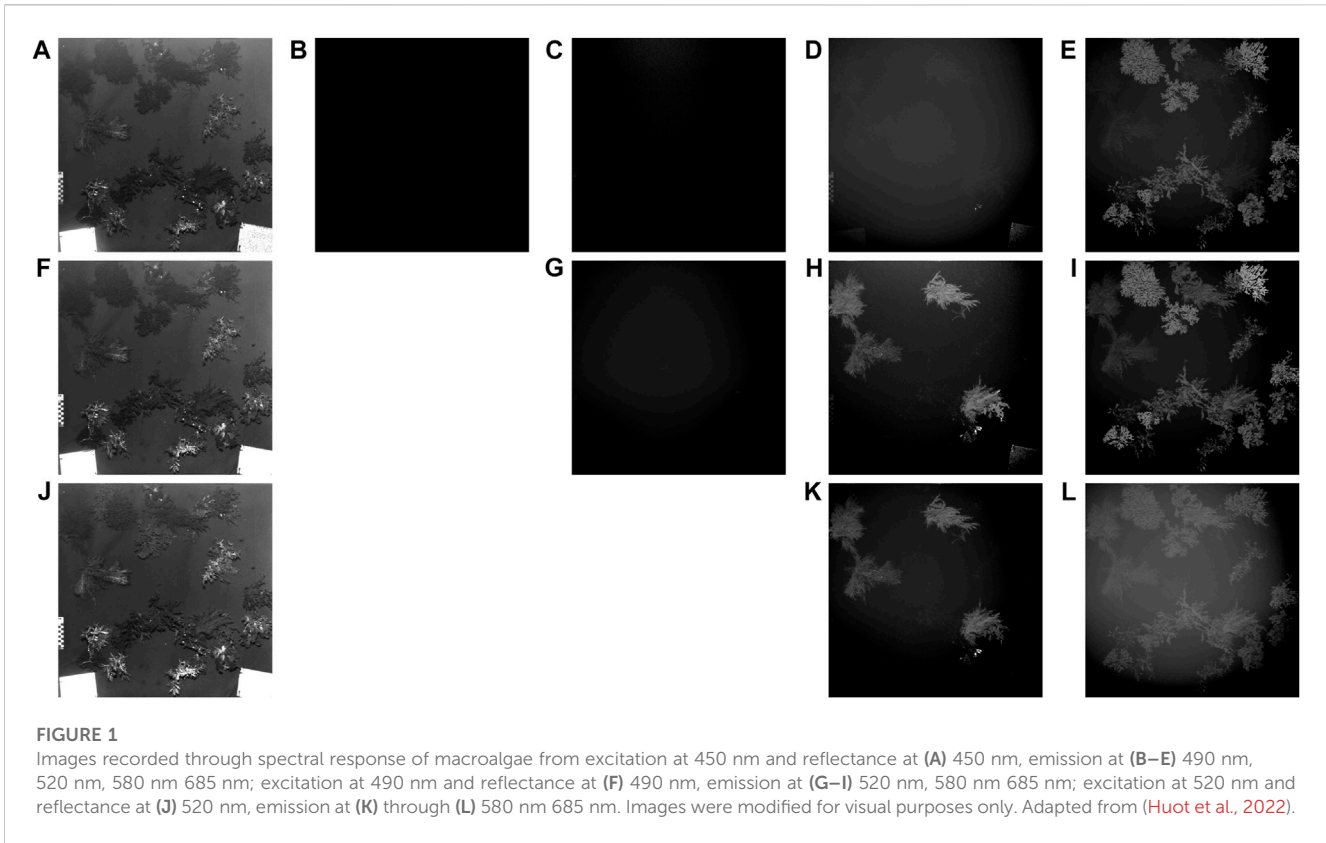 A B C D E
F G H I
J K L
FIGURE 1
Images recorded through spectral response of macroalgae from excitation at 450 nm and reflectance at (A) 450 nm, emission at (B–E) 490 nm,
520 nm, 580 nm 685 nm; excitation at 490 nm and reflectance at (F) 490 nm, emission at (G–I) 520 nm, 580 nm 685 nm; excitation at 520 nm and
reflectance at (J) 520 nm, emission at (K) through (L) 580 nm 685 nm. Images were modified for visual purposes only. Adapted from (Huot et al., 2022).